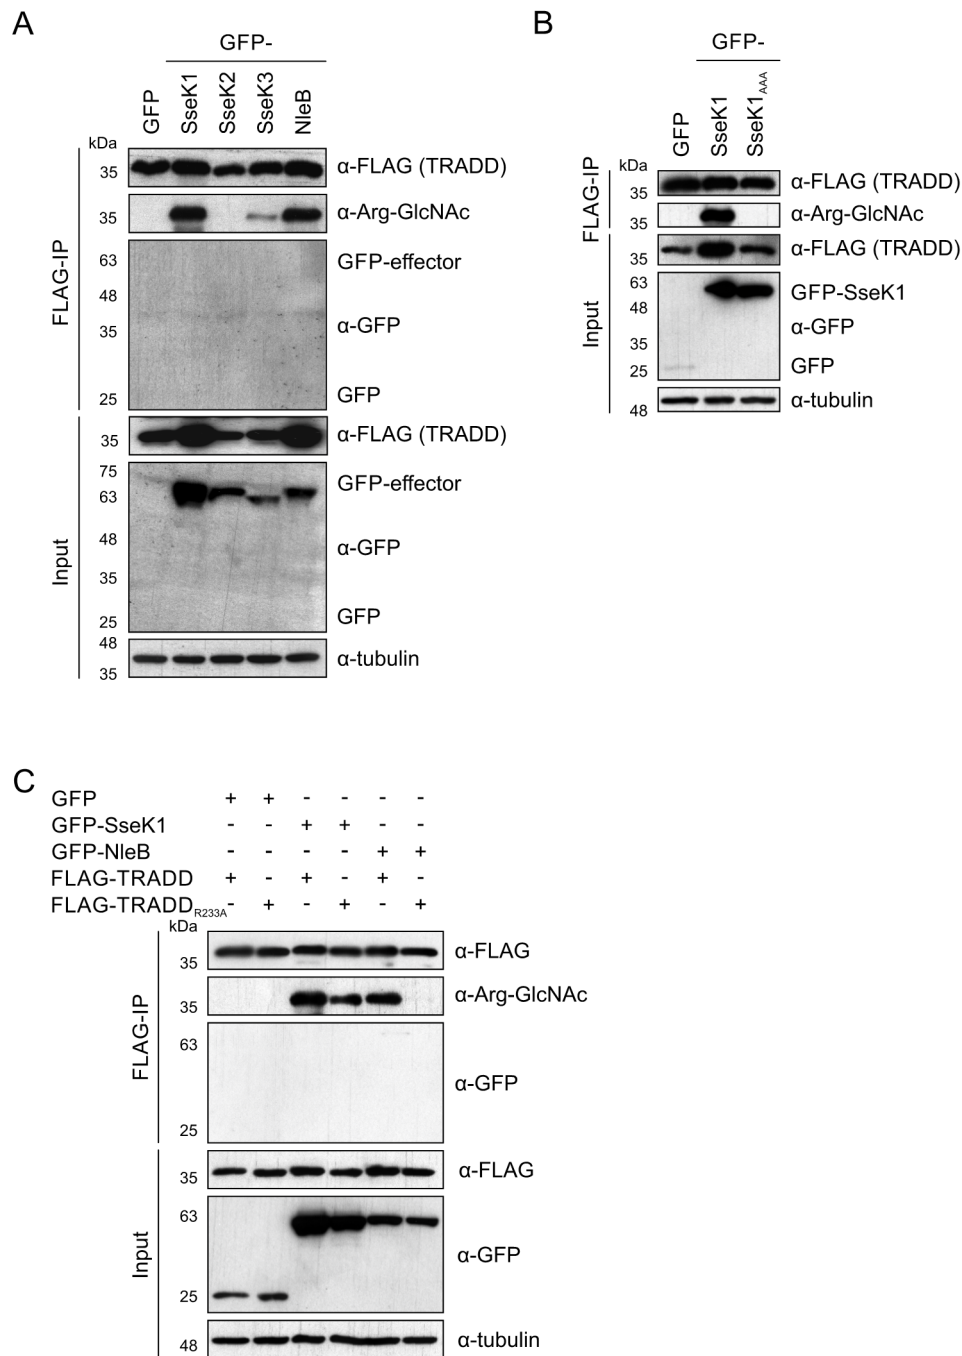 A
GFP-
GFP
SseK1
SseK2
SseK3
NleB
kDa
FLAG-IP
35
α-FLAG (TRADD)
35
α-Arg-GlcNAc
63
GFP-effector
48
35
α-GFP
25
GFP
Input
35
α-FLAG (TRADD)
75
63
GFP-effector
48
α-GFP
35
25
GFP
48
α-tubulin
35
B
GFP-
GFP
SseK1
SseK1AAA
kDa
FLAG-IP
35
α-FLAG (TRADD)
35
α-Arg-GlcNAc
Input
35
α-FLAG (TRADD)
63
GFP-SseK1
48
α-GFP
35
25
GFP
48
α-tubulin
C
GFP + + - - - -
GFP-SseK1 - - + + - -
GFP-NleB - - - - + +
FLAG-TRADD + - + - + -
FLAG-TRADDR233A - + - + - +
kDa
FLAG-IP
35
α-FLAG
35
α-Arg-GlcNAc
63
α-GFP
25
Input
35
α-FLAG
63
α-GFP
25
48
α-tubulin